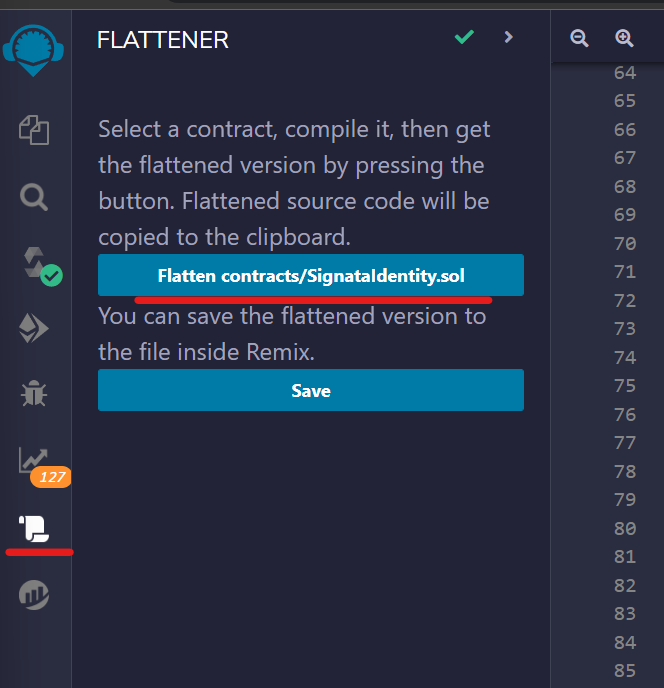 FLATTENER
Select a contract, compile it, then get
the flattened version by pressing the
button. Flattened source code will be
copied to the clipboard.
Flatten contracts/SignataIdentity.sol
You can save the flattened version to
the file inside Remix.
Save
127
64
65
66
67
68
69
70
71
72
73
74
75
76
77
78
79
80
81
82
83
84
85